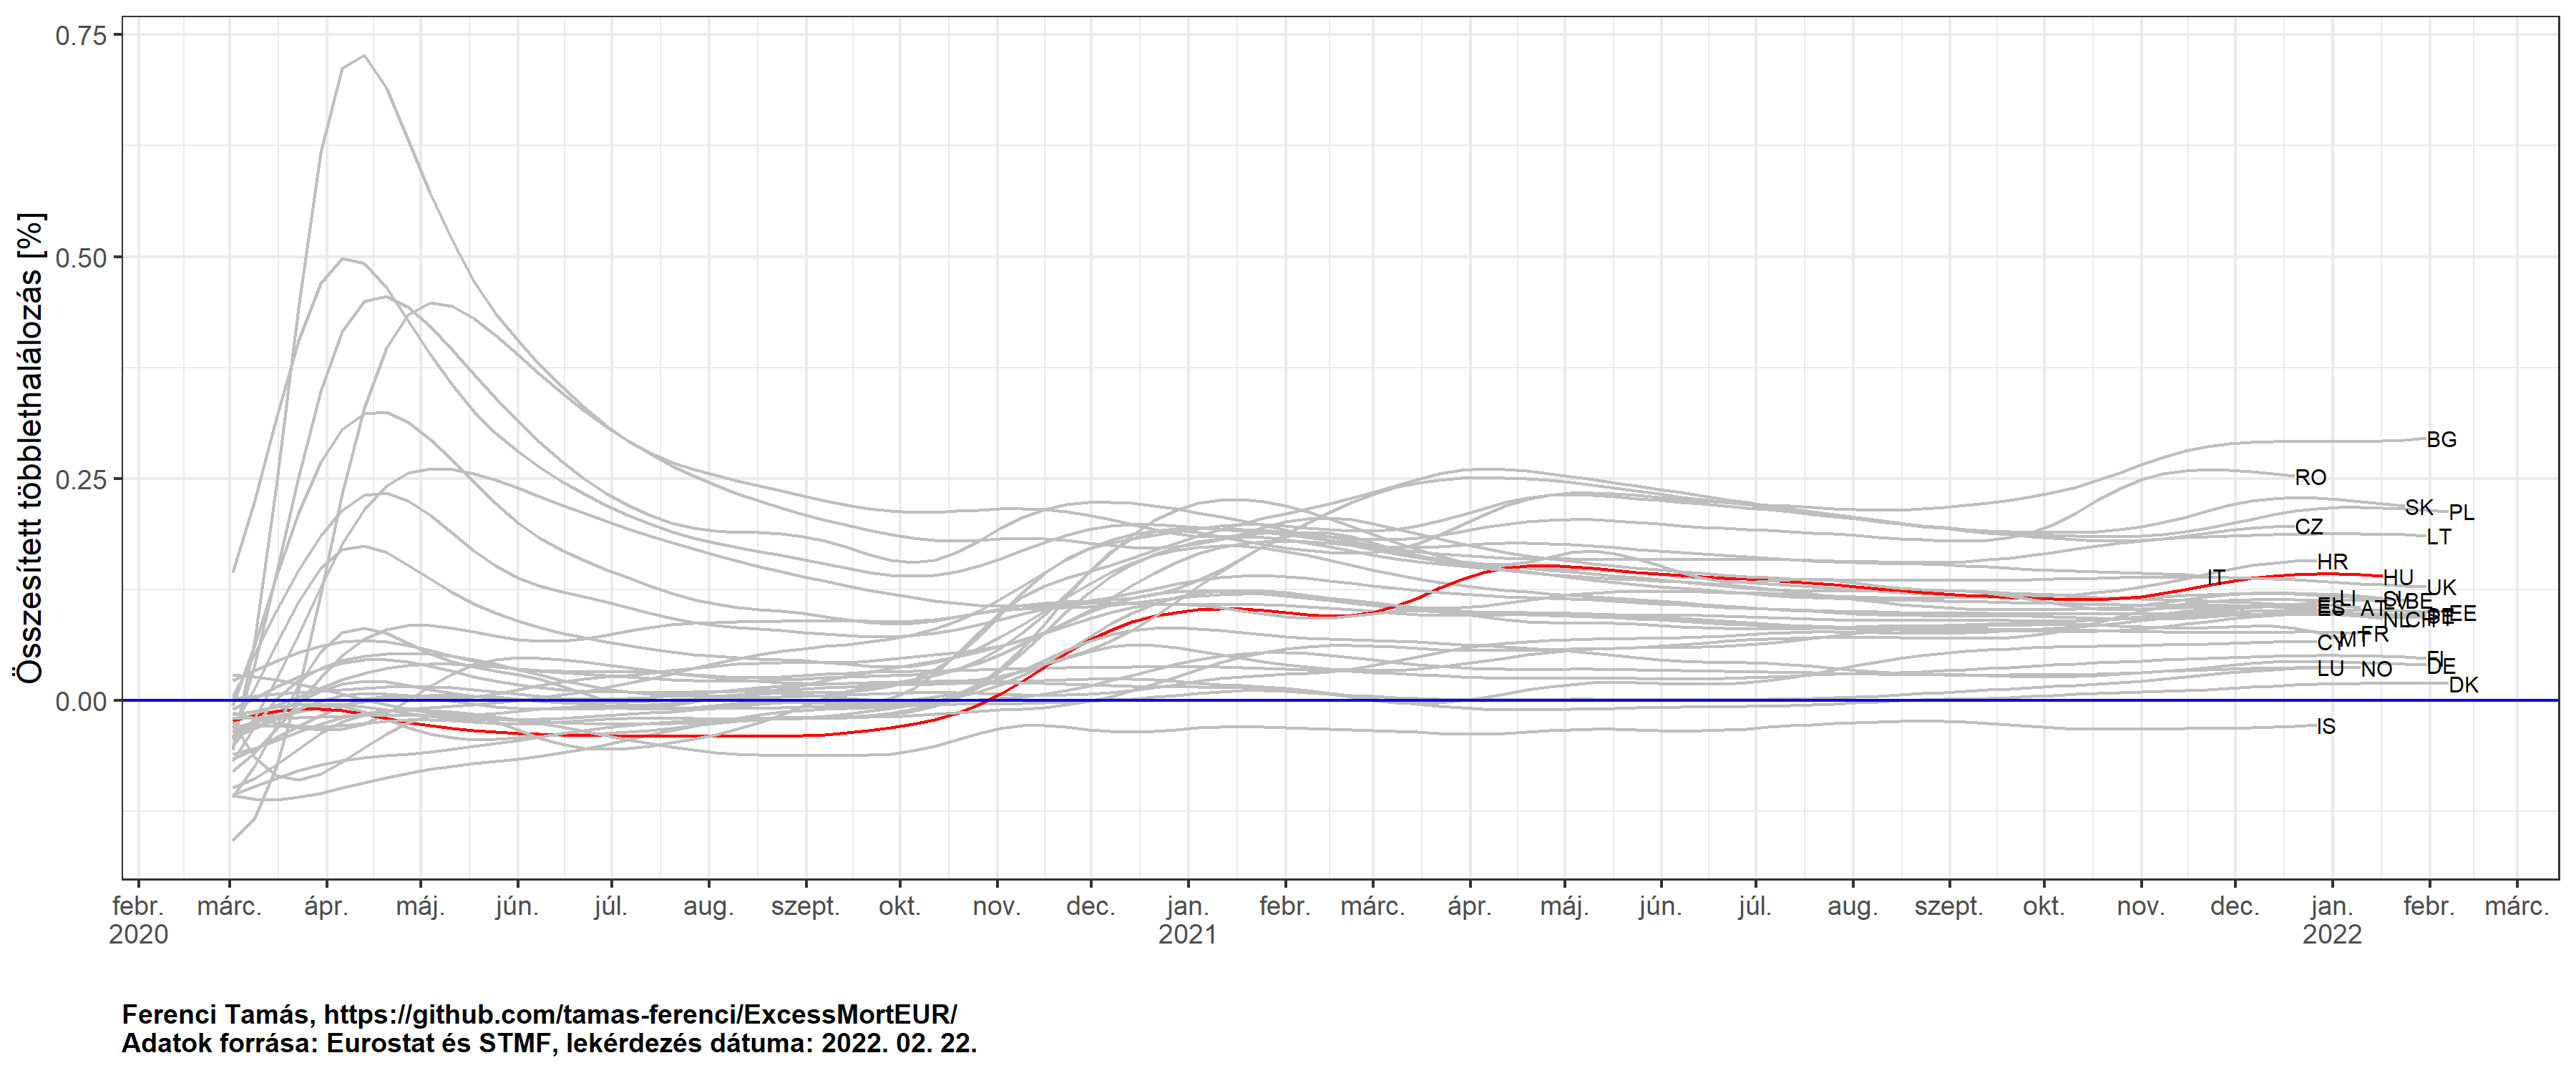 Összesített többlethalálozás [%]
0.75
0.50
0.25
0.00
BG
RO
SK
PL
CZ
LT
HR
IT
HU
UK
LI
ES
AT
BE
EE
NL
CH
FR
CY
MT
DE
LU
NO
DK
IS
febr. márc. ápr. máj. jún. júl. aug. szept. okt. nov. dec. jan. febr. márc. ápr. máj. jún. júl. aug. szept. okt. nov. dec. jan. febr. márc.
2020 2021 2022
Ferenci Tamás, https://github.com/tamas-ferenci/ExcessMortEUR/
Adatok forrása: Eurostat és STMF, lekérdezés dátuma: 2022. 02. 22.